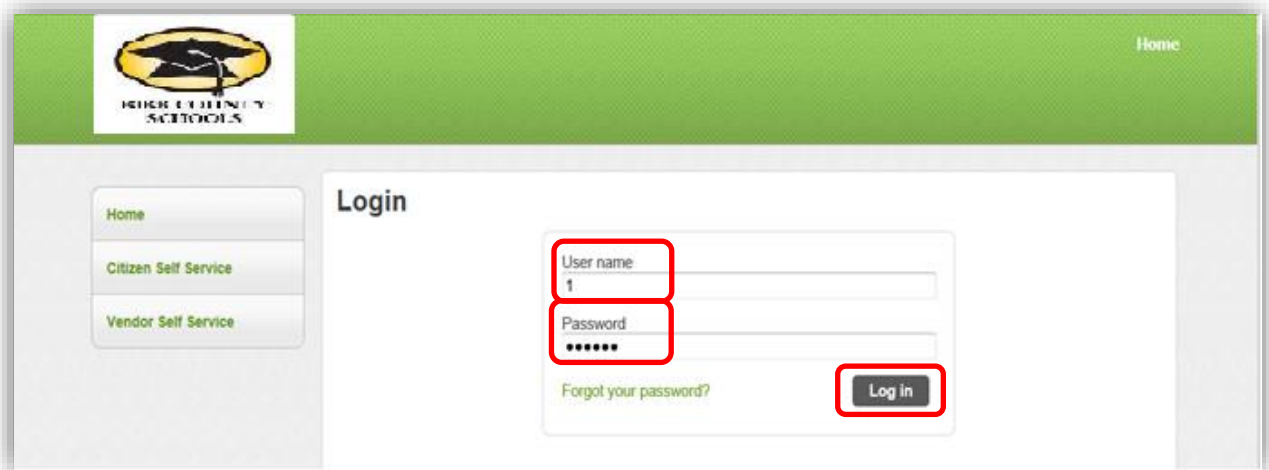 Home
SCHOOLS
Home
Citizen Self Service
Vendor Self Service
Login
User name
1
Password
••••••
Forgot your password?
Log in